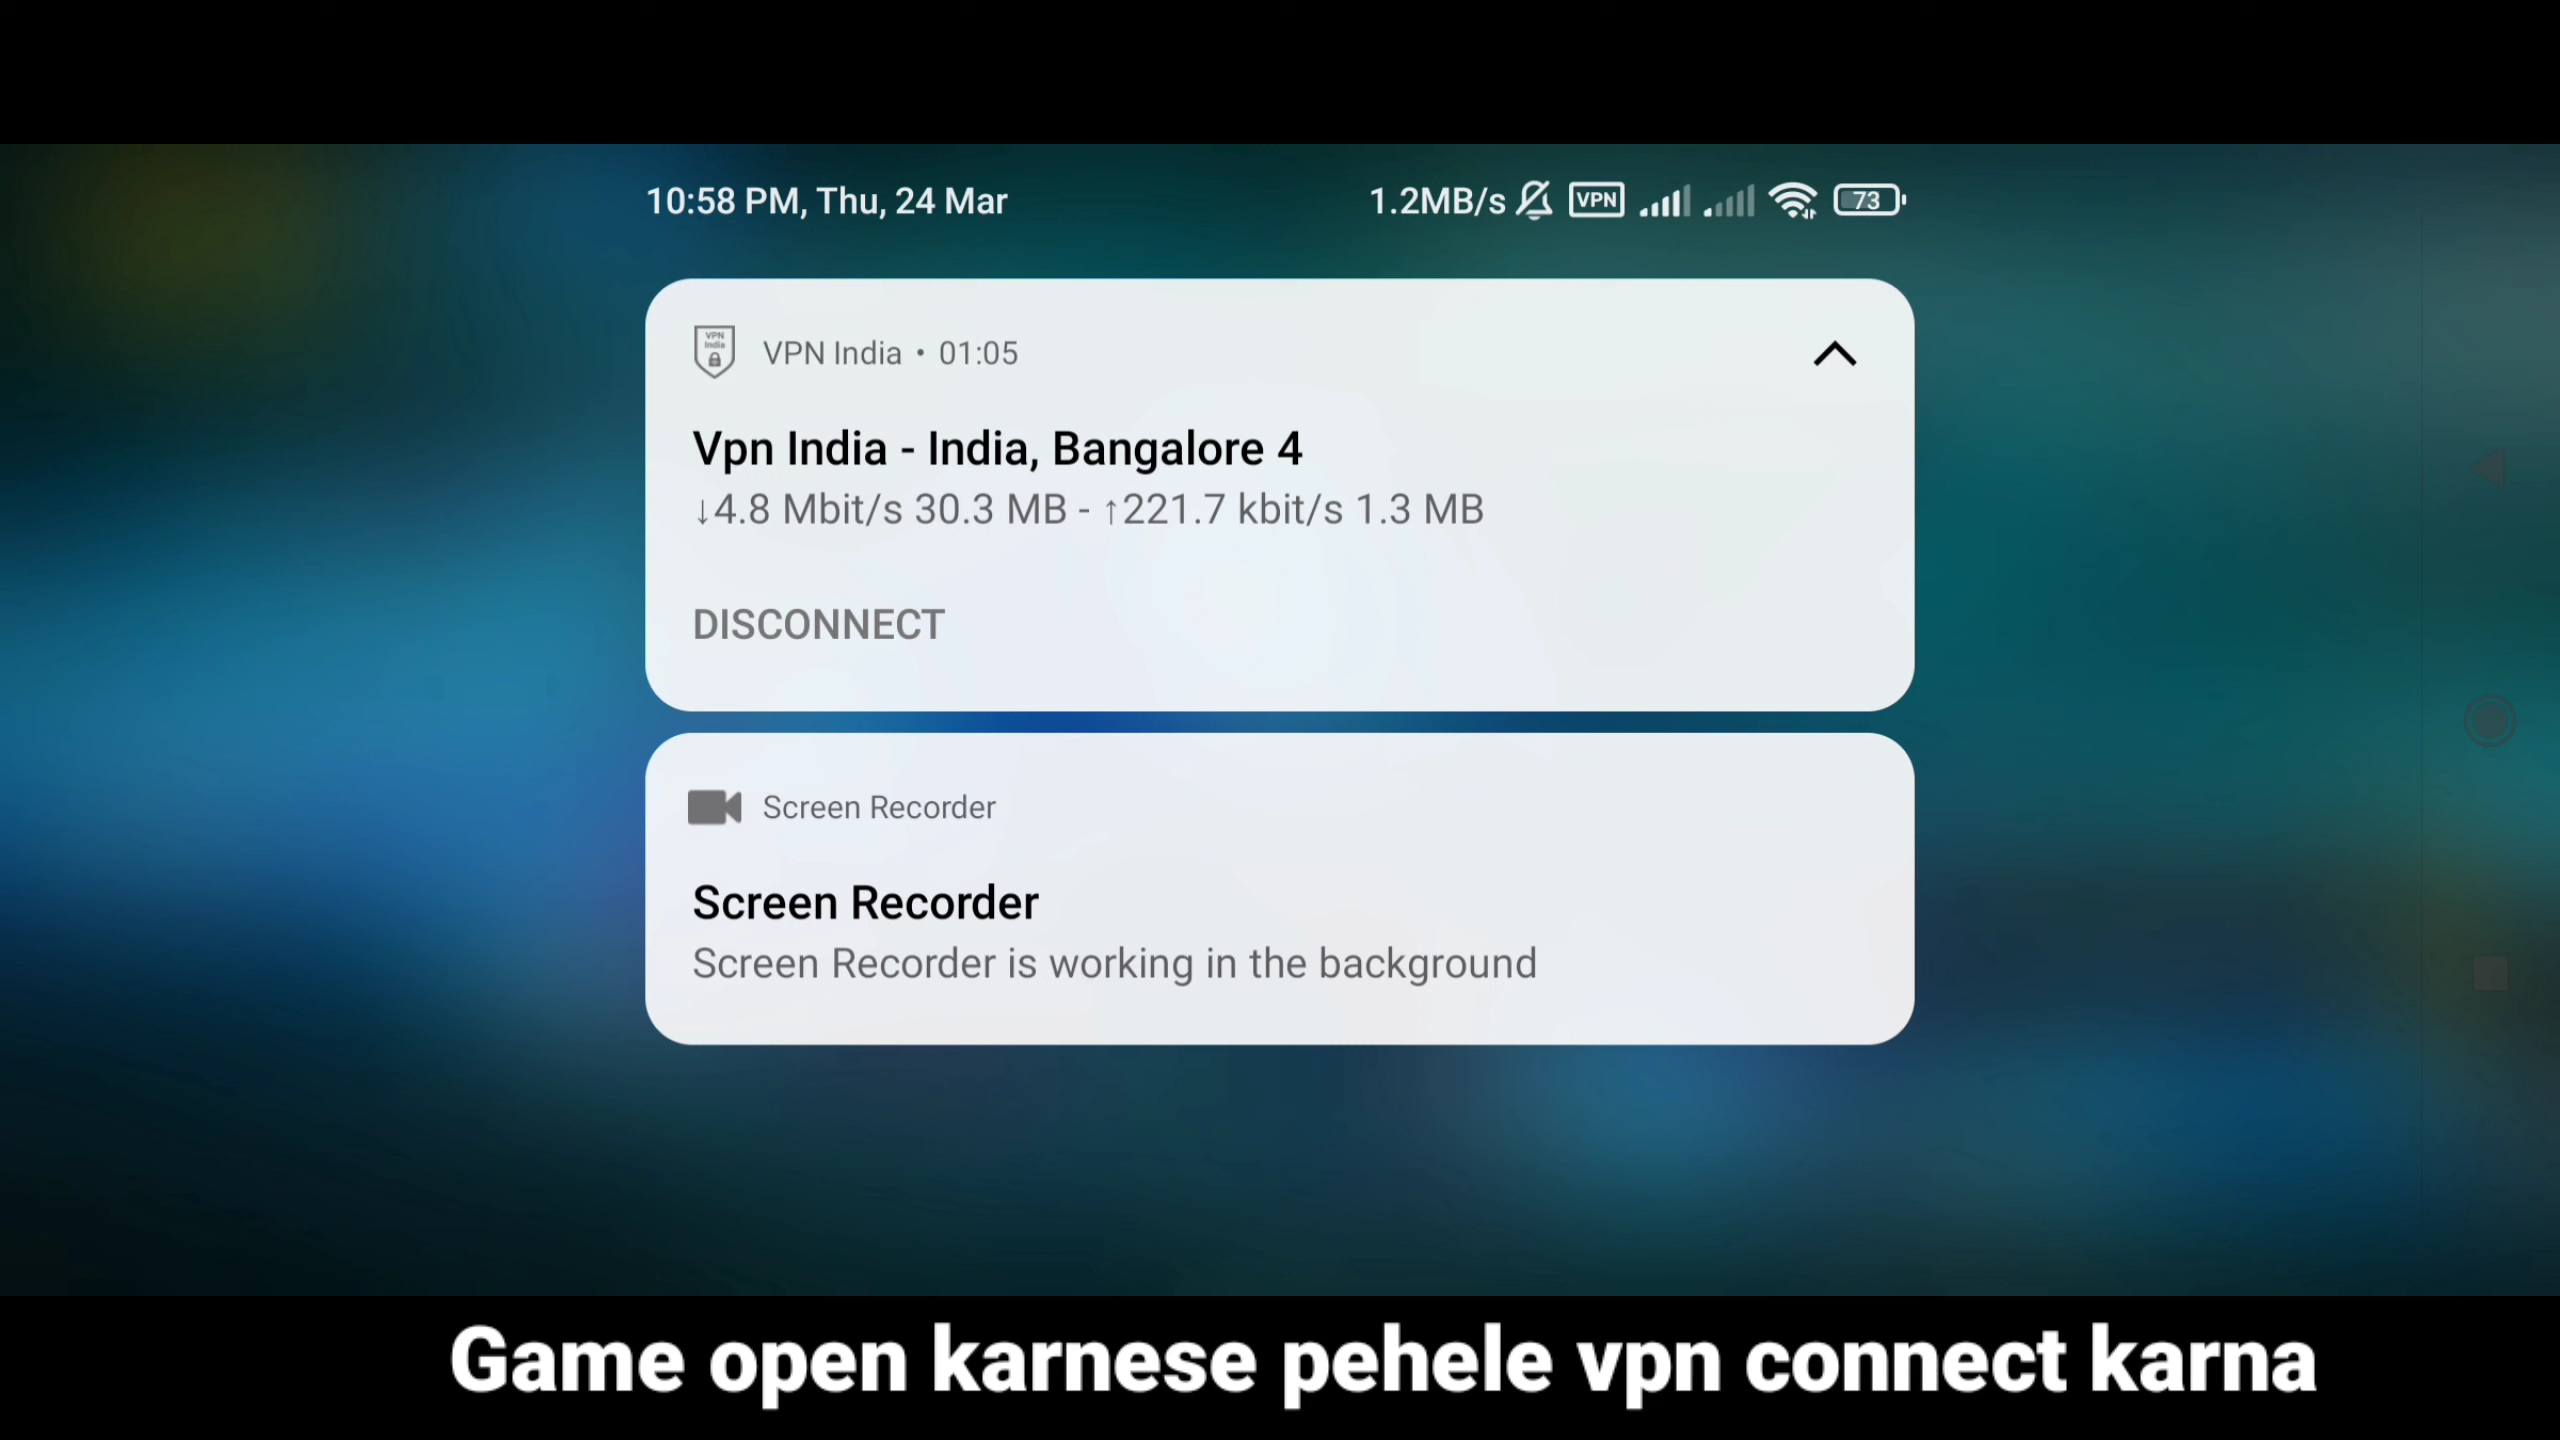 10:58 PM, Thu, 24 Mar 1.2MB/s VPN 73
VPN India
VPN India • 01:05
Vpn India - India, Bangalore 4
↓4.8 Mbit/s 30.3 MB - ↑221.7 kbit/s 1.3 MB
DISCONNECT
Screen Recorder
Screen Recorder
Screen Recorder is working in the background
Game open karnese pehele vpn connect karna